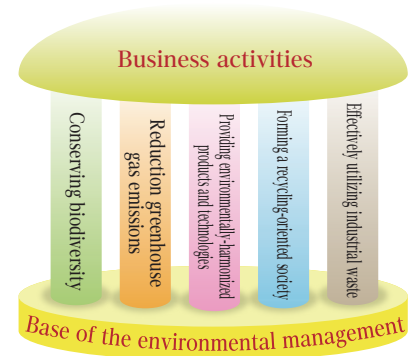 Business activities
Conserving biodiversity
Reduction greenhouse
gas emissions
Providing environmentally-harmonized
products and technologies
Forming a recycling-oriented society
Effectively utilizing industrial waste
Base of the environmental management